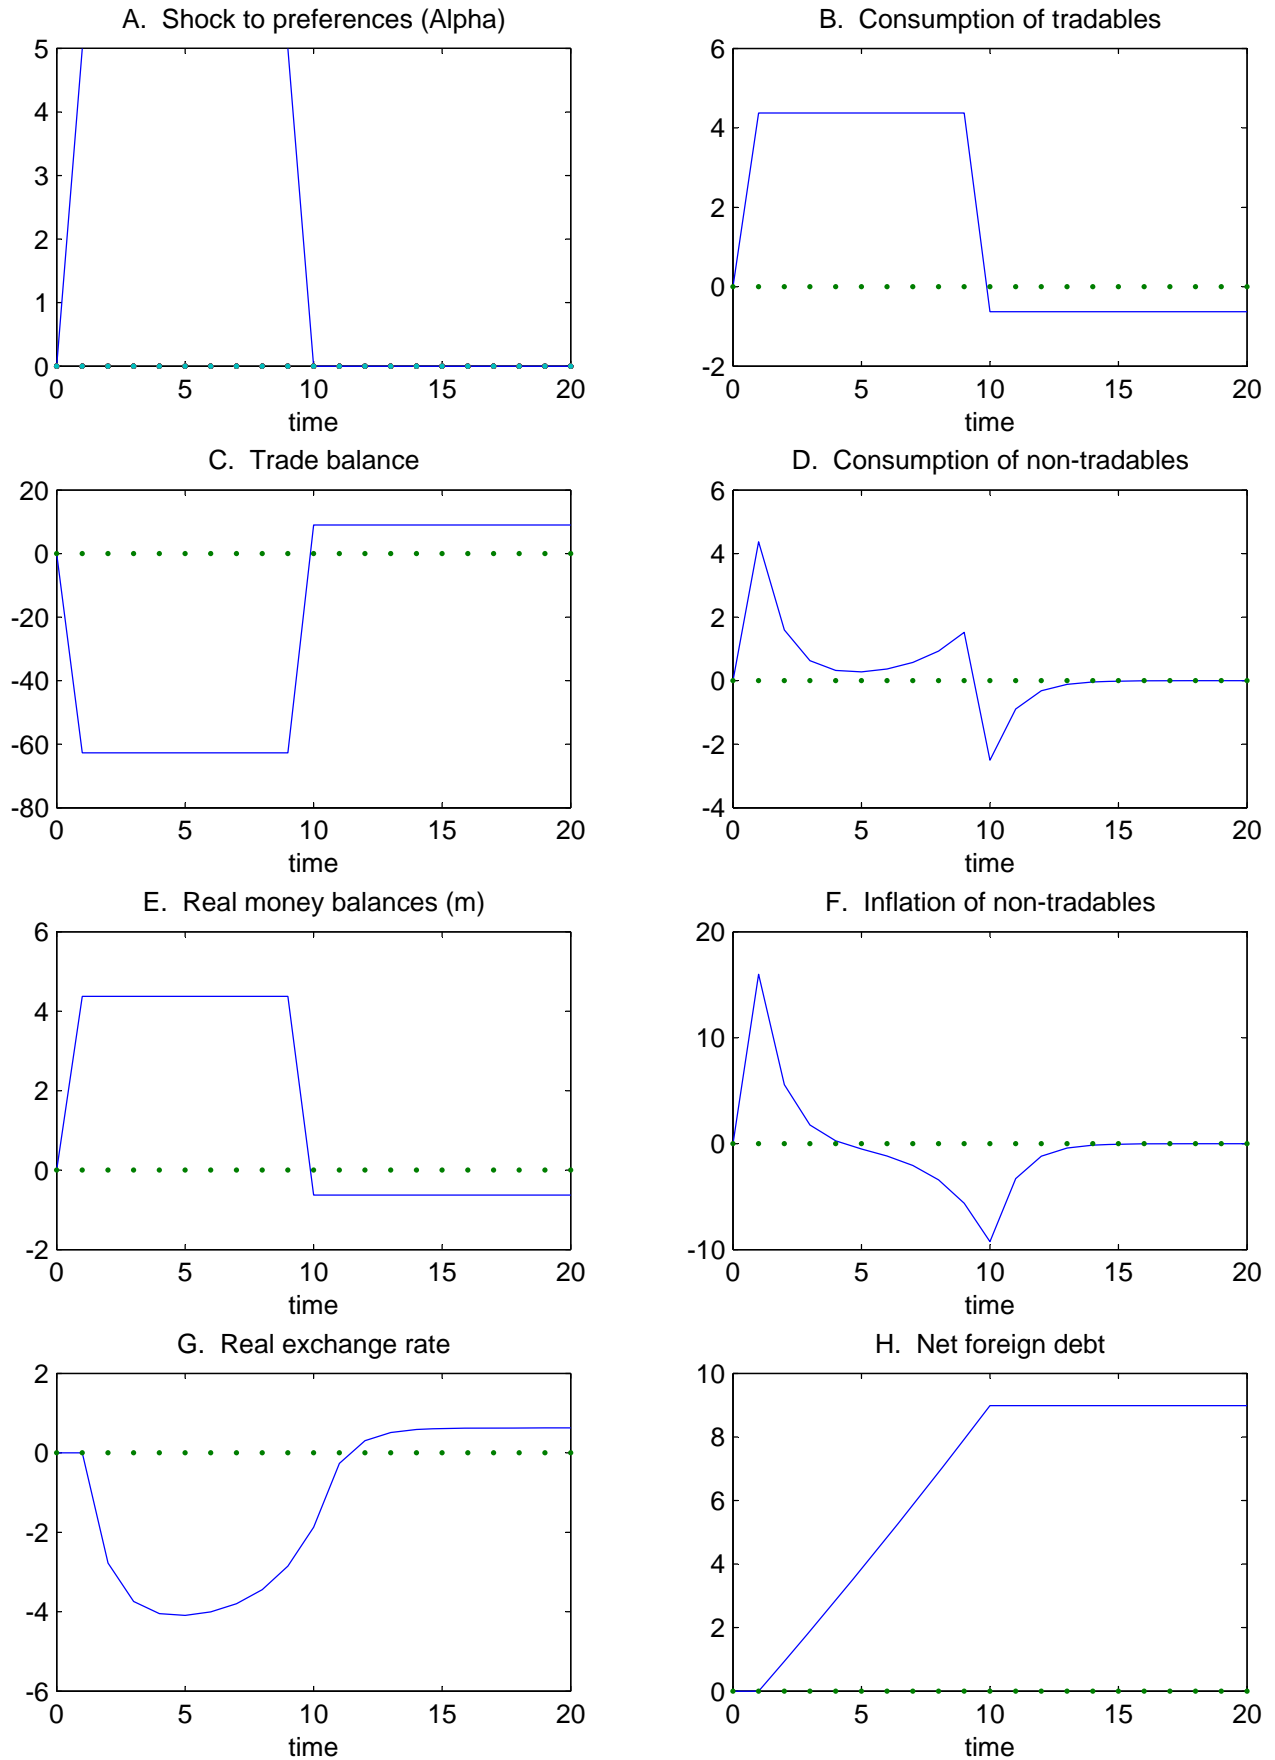 A. Shock to preferences (Alpha)
5
4
3
2
1
0
0 5 10 15 20
time
B. Consumption of tradables
6
4
2
0
-2
0 5 10 15 20
time
C. Trade balance
20
0
-20
-40
-60
-80
0 5 10 15 20
time
D. Consumption of non-tradables
6
4
2
0
-2
-4
0 5 10 15 20
time
E. Real money balances (m)
6
4
2
0
-2
0 5 10 15 20
time
F. Inflation of non-tradables
20
10
0
-10
0 5 10 15 20
time
G. Real exchange rate
2
0
-2
-4
-6
0 5 10 15 20
time
H. Net foreign debt
10
8
6
4
2
0
0 5 10 15 20
time